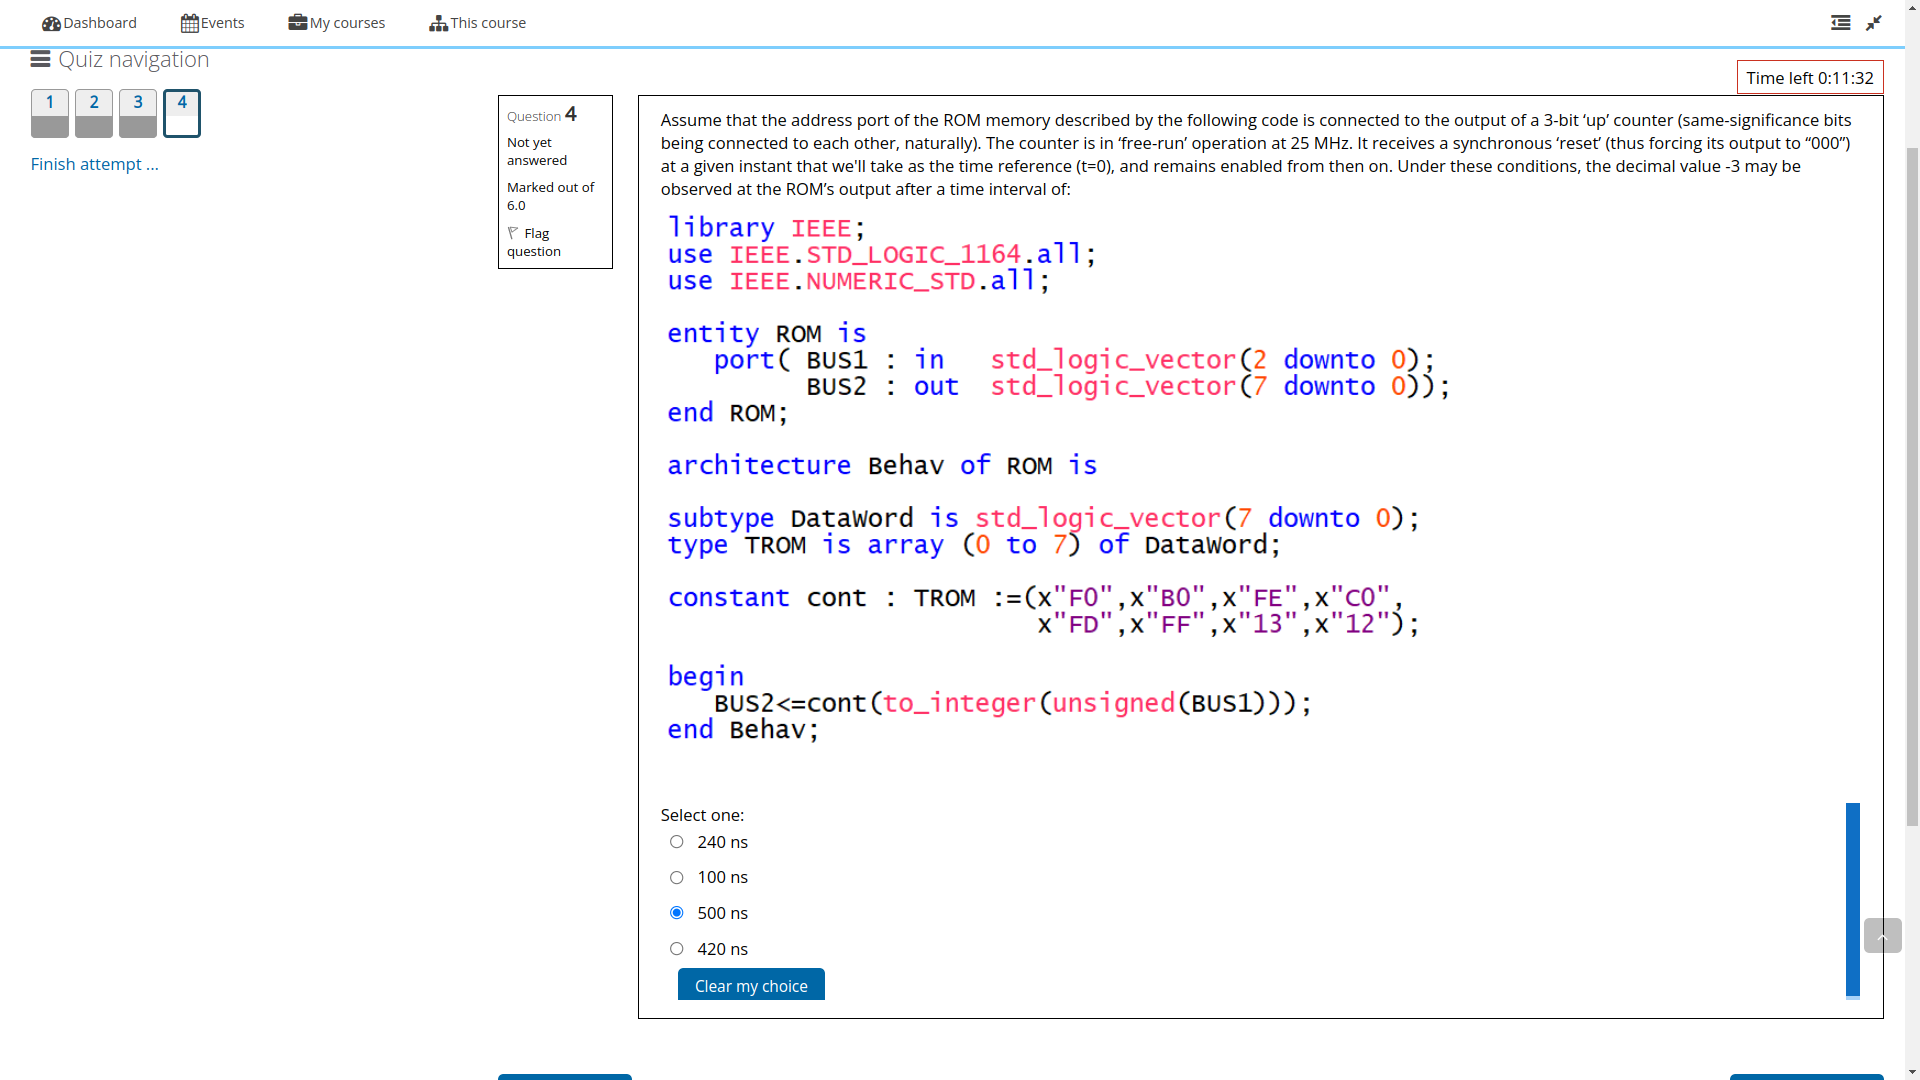 Dashboard Events My courses This course
Quiz navigation
1 2 3 4
Finish attempt ...
Time left 0:11:32
Question 4
Not yet
answered
Marked out of
6.0
Flag
question
Assume that the address port of the ROM memory described by the following code is connected to the output of a 3-bit ‘up’ counter (same-significance bits
being connected to each other, naturally). The counter is in ‘free-run’ operation at 25 MHz. It receives a synchronous ‘reset’ (thus forcing its output to “000”)
at a given instant that we'll take as the time reference (t=0), and remains enabled from then on. Under these conditions, the decimal value -3 may be
observed at the ROM’s output after a time interval of:
library IEEE;
use IEEE.STD_LOGIC_1164.all;
use IEEE.NUMERIC_STD.all;
entity ROM is
port( BUS1 : in std_logic_vector(2 downto 0);
BUS2 : out std_logic_vector(7 downto 0));
end ROM;
architecture Behav of ROM is
subtype DataWord is std_logic_vector(7 downto 0);
type TROM is array (0 to 7) of DataWord;
constant cont : TROM :=(x"F0",x"B0",x"FE",x"C0",
x"FD",x"FF",x"13",x"12");
begin
BUS2<=cont(to_integer(unsigned(BUS1)));
end Behav;
Select one:
240 ns
100 ns
500 ns
420 ns
Clear my choice